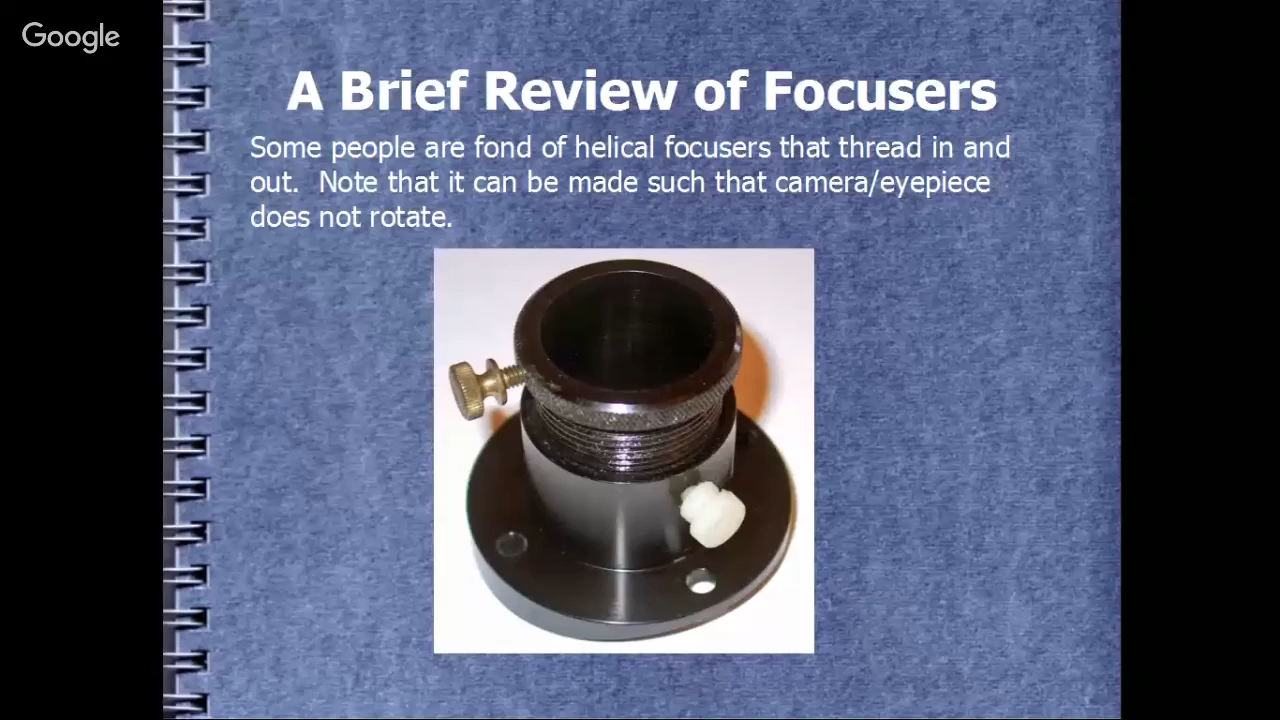 Google
A Brief Review of Focusers
Some people are fond of helical focusers that thread in and
out.  Note that it can be made such that camera/eyepiece
does not rotate.